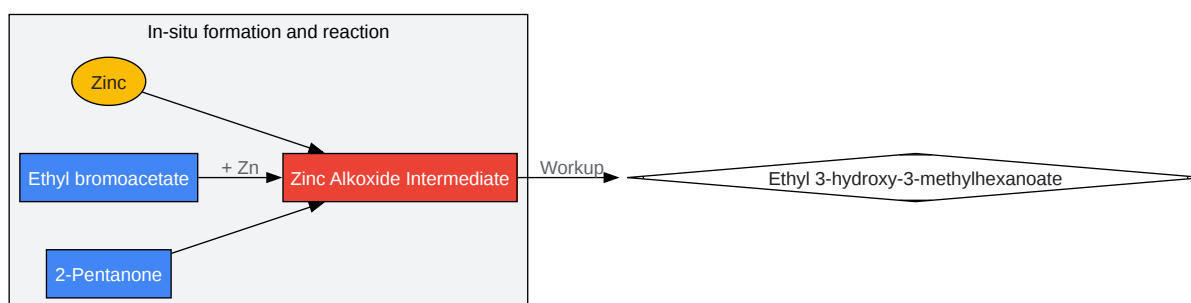 In-situ formation and reaction
Zinc
Ethyl bromoacetate
+ Zn
Zinc Alkoxide Intermediate
Workup
Ethyl 3-hydroxy-3-methylhexanoate
2-Pentanone